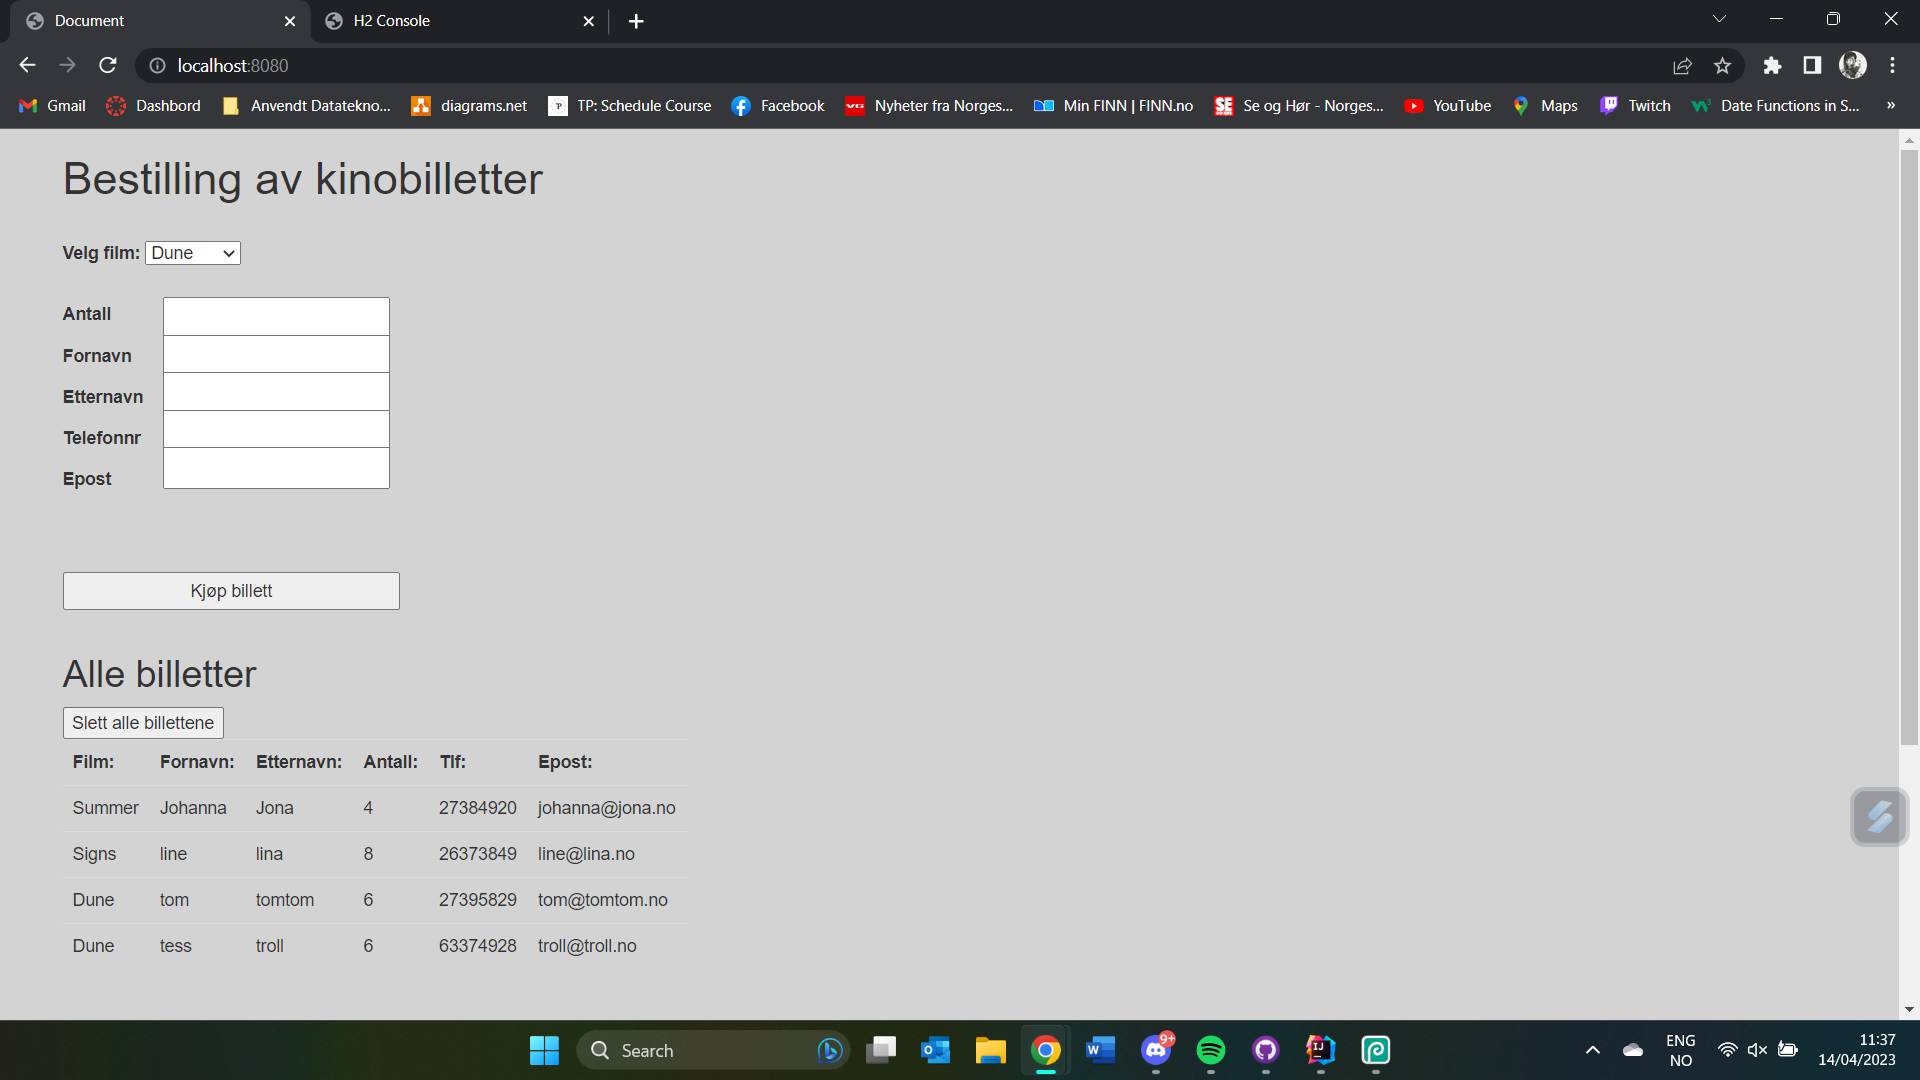 Document
H2 Console
localhost:8080
Gmail Dashbord Anvendt Datatekno... diagrams.net TP: Schedule Course Facebook Nyheter fra Norges... Min FINN | FINN.no Se og Hør - Norges... YouTube Maps Twitch Date Functions in S... »
Bestilling av kinobilletter
Velg film: Dune
Antall
Fornavn
Etternavn
Telefonnr
Epost
Kjøp billett
Alle billetter
Slett alle billettene
Film: Fornavn: Etternavn: Antall: Tlf: Epost:
Summer Johanna Jona 4 27384920 johanna@jona.no
Signs line lina 8 26373849 line@lina.no
Dune tom tomtom 6 27395829 tom@tomtom.no
Dune tess troll 6 63374928 troll@troll.no
Search
9+
ENG
NO
11:37
14/04/2023